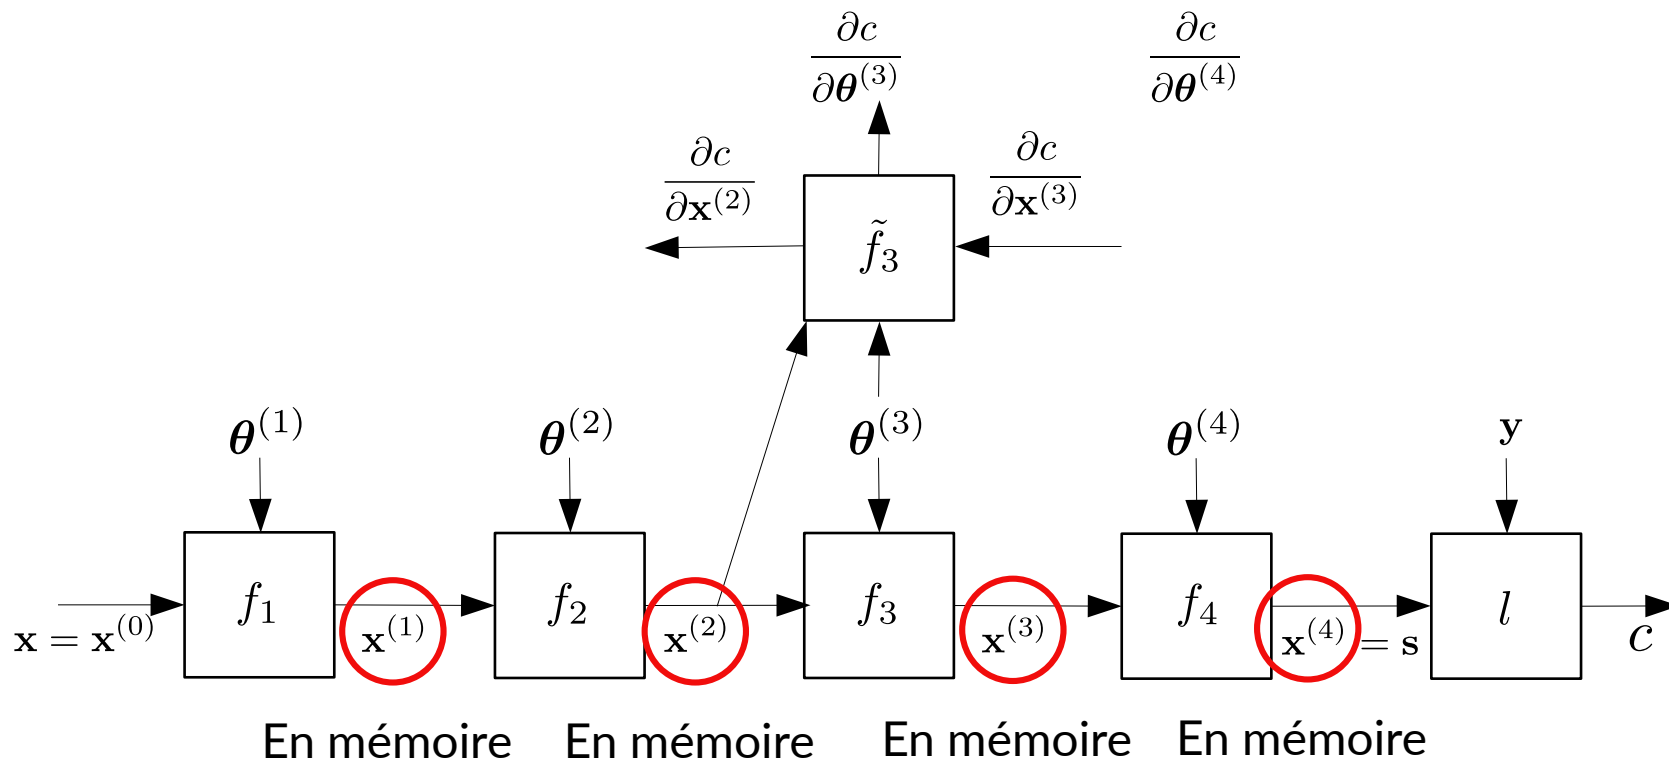 ∂c/∂θ^(3)
∂c/∂θ^(4)
∂c/∂x^(2)
∂c/∂x^(3)
f̃_3
θ^(1)
θ^(2)
θ^(3)
θ^(4)
y
f_1
f_2
f_3
f_4
l
x = x^(0)
x^(1)
x^(2)
x^(3)
x^(4) = s
c
En mémoire
En mémoire
En mémoire
En mémoire